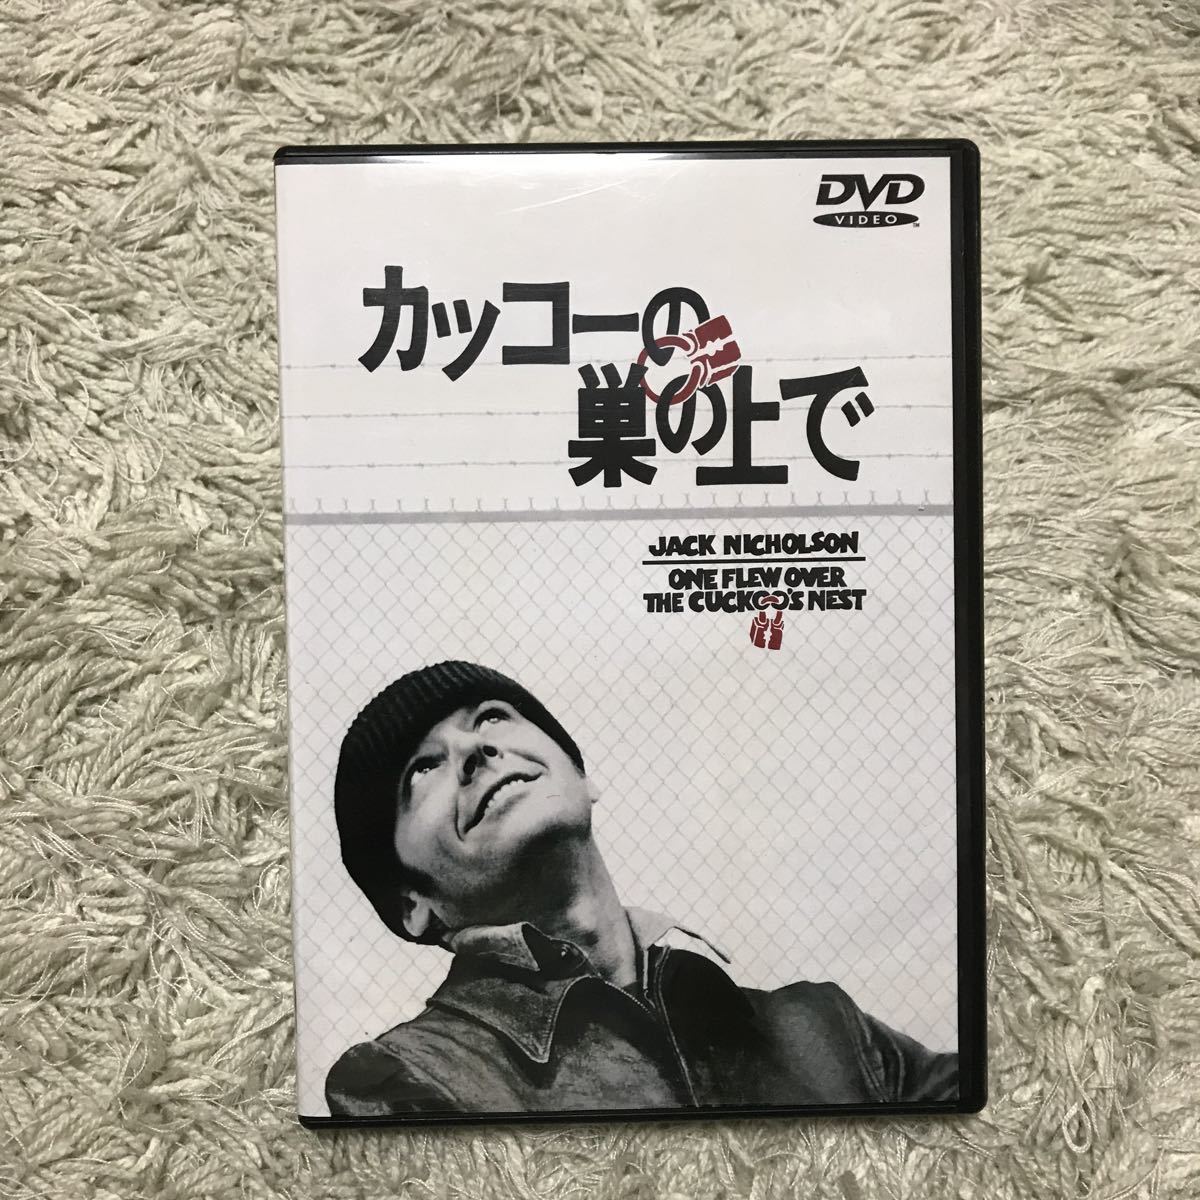 DVD
VIDEO
TM
カッコーの
巣の上で
JACK NICHOLSON
ONE FLEW OVER
THE CUCKOO'S NEST